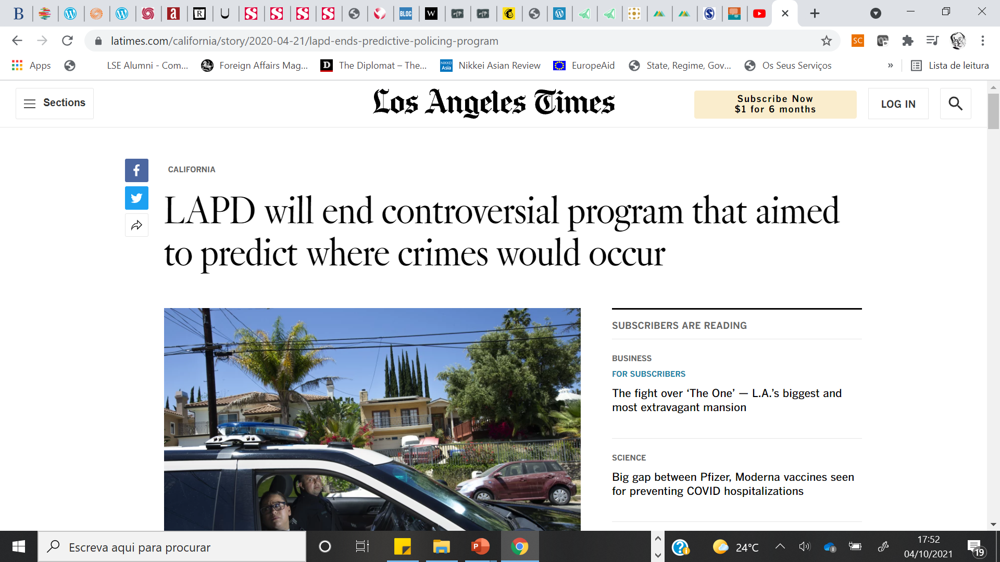 B
a
R
S
S
S
S
BLOG
W
S
latimes.com/california/story/2020-04-21/lapd-ends-predictive-policing-program
SC
Apps
LSE Alumni - Com...
Foreign Affairs Mag...
D
The Diplomat – The...
NIKKEI
Asia
Nikkei Asian Review
EuropeAid
State, Regime, Gov...
Os Seus Serviços
»
Lista de leitura
Sections
Los Angeles Times
Subscribe Now
$1 for 6 months
LOG IN
f
CALIFORNIA
LAPD will end controversial program that aimed
to predict where crimes would occur
SUBSCRIBERS ARE READING
BUSINESS
FOR SUBSCRIBERS
The fight over ‘The One’ — L.A.’s biggest and
most extravagant mansion
SCIENCE
Big gap between Pfizer, Moderna vaccines seen
for preventing COVID hospitalizations
Escreva aqui para procurar
P
24°C
17:52
04/10/2021
19